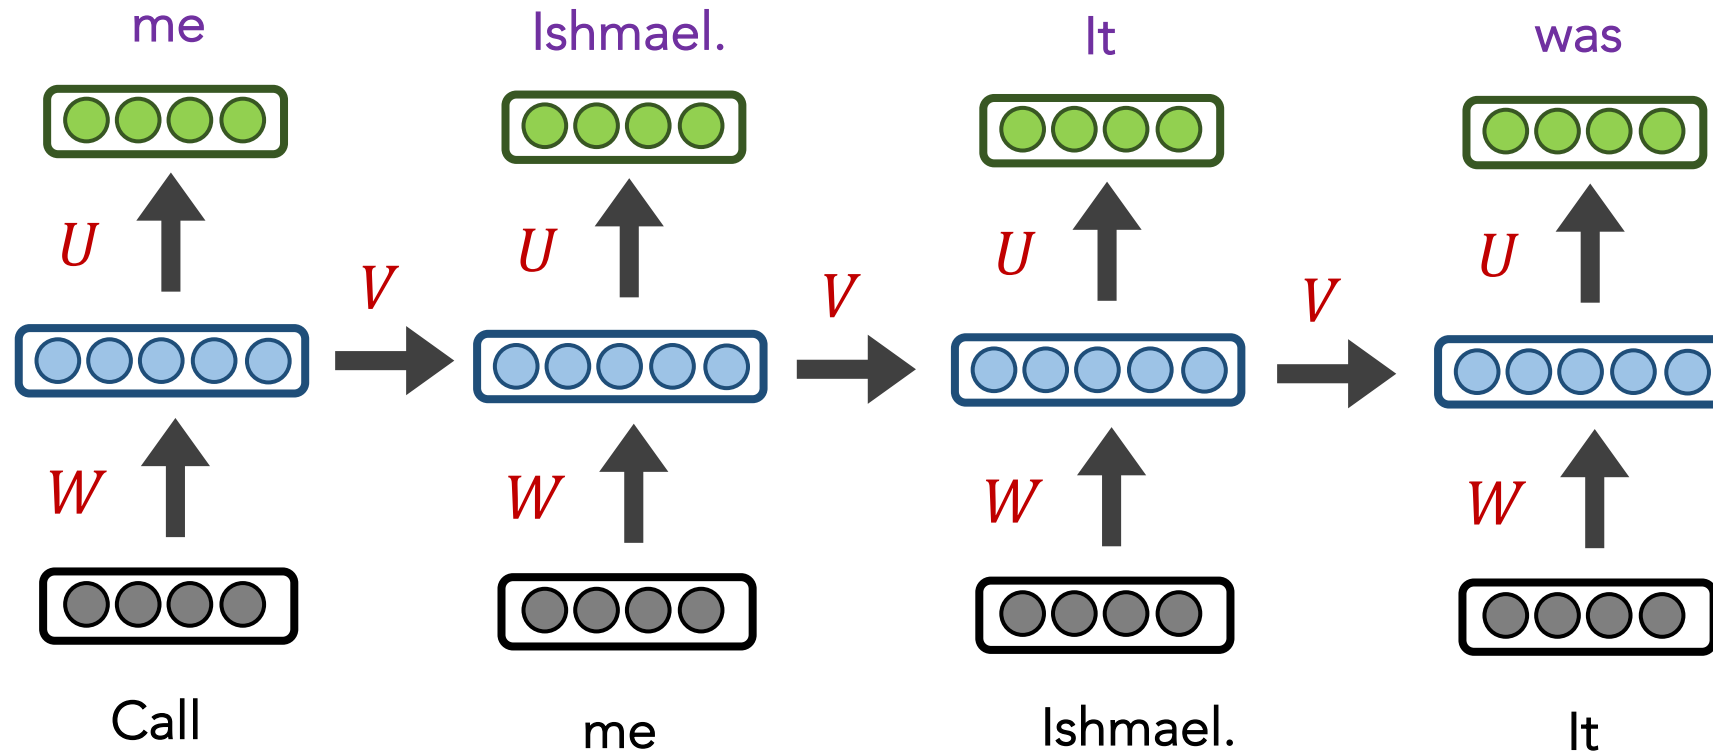 me Ishmael. It was
U U U U
V V V
W W W W
Call me Ishmael. It